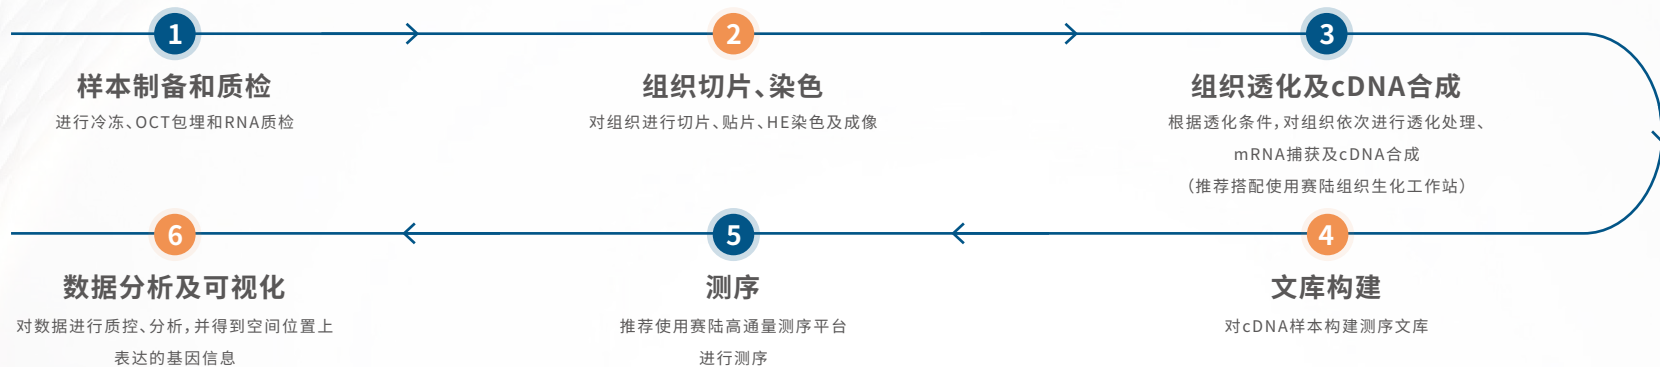 1
样本制备和质检
进行冷冻、OCT包埋和RNA质检
2
组织切片、染色
对组织进行切片、贴片、HE染色及成像
3
组织透化及cDNA合成
根据透化条件,对组织依次进行透化处理、
mRNA捕获及cDNA合成
(推荐搭配使用赛陆组织生化工作站)
4
文库构建
对cDNA样本构建测序文库
5
测序
推荐使用赛陆高通量测序平台
进行测序
6
数据分析及可视化
对数据进行质控、分析,并得到空间位置上
表达的基因信息